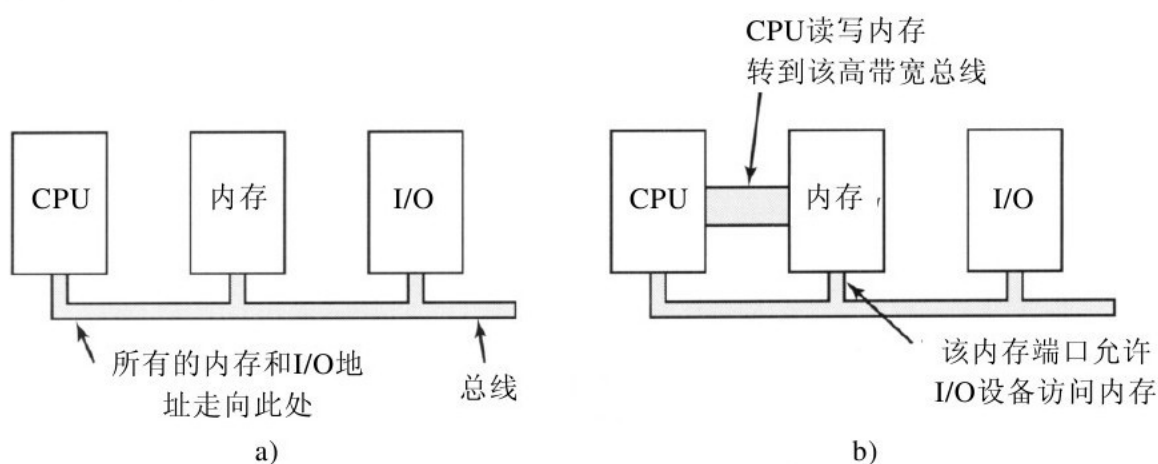 CPU读写内存
转到该高带宽总线
CPU
内存
I/O
CPU
内存
I/O
所有的内存和I/O地
址走向此处
总线
该内存端口允许
I/O设备访问内存
a)
b)